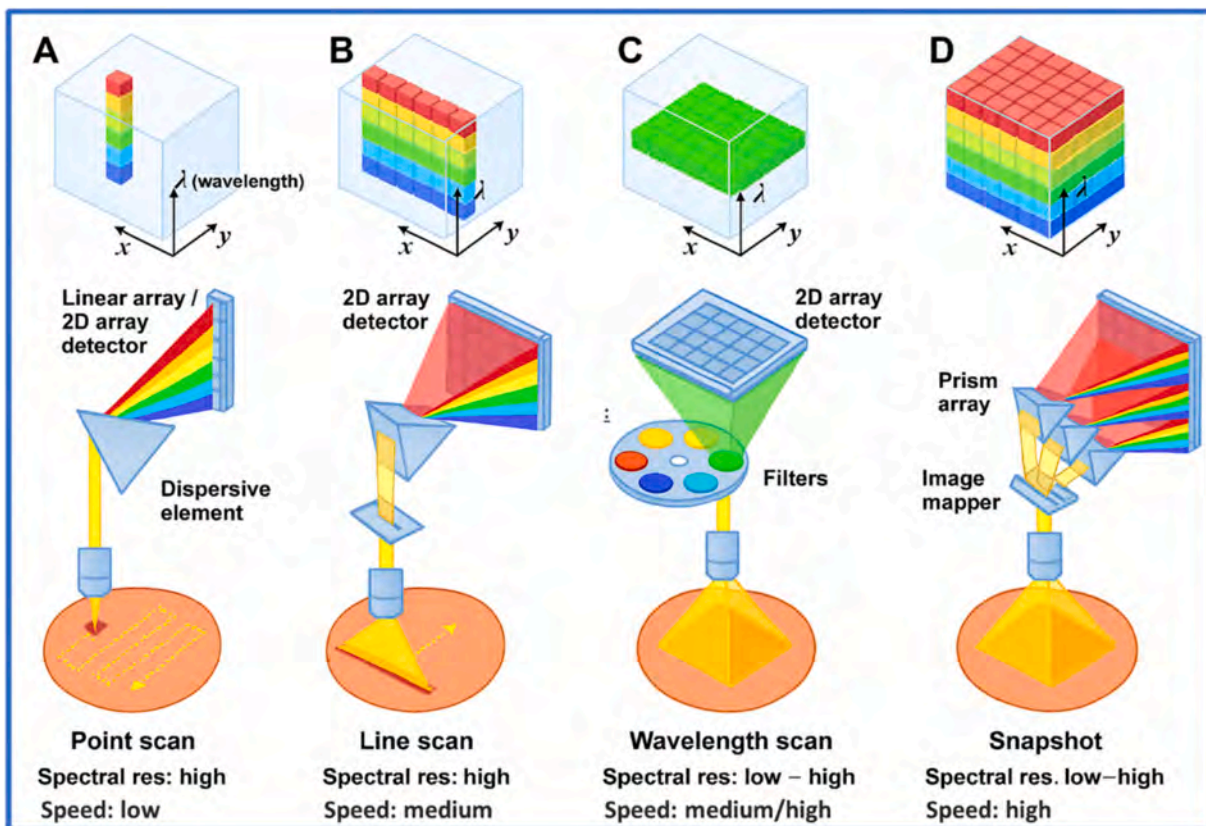 A
B
C
D
λ (wavelength)
x
y
λ
x
y
λ
x
y
λ
x
y
Linear array /
2D array
detector
Dispersive
element
2D array
detector
2D array
detector
:
Filters
Prism
array
Image
mapper
Point scan
Spectral res: high
Speed: low
Line scan
Spectral res: high
Speed: medium
Wavelength scan
Spectral res: low – high
Speed: medium/high
Snapshot
Spectral res. low–high
Speed: high